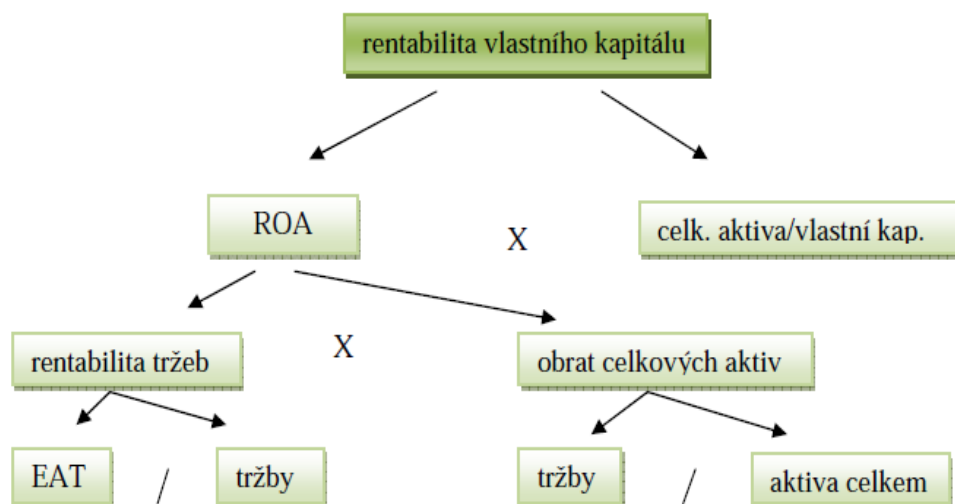 rentabilita vlastního kapitálu
ROA
X
celk. aktiva/vlastní kap.
rentabilita tržeb
X
obrat celkových aktiv
EAT
/
tržby
tržby
/
aktiva celkem